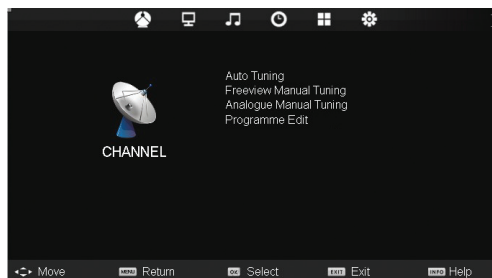 Auto Tuning
Freeview Manual Tuning
Analogue Manual Tuning
Programme Edit
CHANNEL
Move MENU Return OK Select EXIT Exit INFO Help